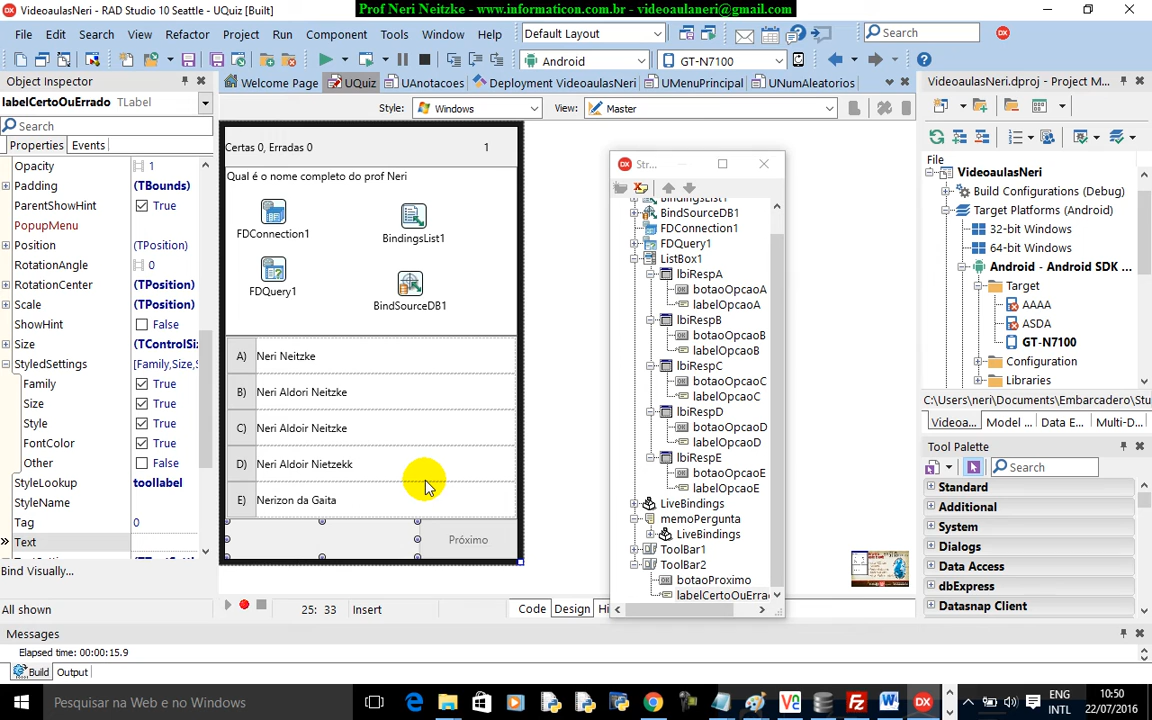 Prof Neri Neitzke - www.informaticon.com.br - videoaulaneri@gmail.com
VideoaulasNeri - RAD Studio 10 Seattle - UQuiz [Built]
File Edit Search View Refactor Project Run Component Tools Window Help Default Layout Search
Android GT-N7100
Object Inspector
labelCertoOuErrado TLabel
Search
Properties Events
Opacity 1
Padding (TBounds)
ParentShowHint True
PopupMenu
Position (TPosition)
RotationAngle 0
RotationCenter (TPosition)
Scale (TPosition)
ShowHint False
Size (TControlSi
StyledSettings [Family,Size,S
Family True
Size True
Style True
FontColor True
Other False
StyleLookup toollabel
StyleName
Tag 0
Text
Bind Visually...
All shown
Welcome Page UQuiz UAnotacoes Deployment VideoaulasNeri UMenuPrincipal UNumAleatorios
Style: Windows View: Master
Certas 0, Erradas 0 1
Qual é o nome completo do prof Neri
FDConnection1 BindingsList1
FDQuery1 BindSourceDB1
A) Neri Neitzke
B) Neri Aldori Neitzke
C) Neri Aldoir Neitzke
D) Neri Aldoir Nietzekk
E) Nerizon da Gaita
Próximo
25: 33 Insert Code Design Hi
Str...
BindingsList1
BindSourceDB1
FDConnection1
FDQuery1
ListBox1
lbiRespA
botaoOpcaoA
labelOpcaoA
lbiRespB
botaoOpcaoB
labelOpcaoB
lbiRespC
botaoOpcaoC
labelOpcaoC
lbiRespD
botaoOpcaoD
labelOpcaoD
lbiRespE
botaoOpcaoE
labelOpcaoE
LiveBindings
memoPergunta
LiveBindings
ToolBar1
ToolBar2
botaoProximo
labelCertoOuErra
VideoaulasNeri.dproj - Project M...
File
VideoaulasNeri
Build Configurations (Debug)
Target Platforms (Android)
32-bit Windows
64-bit Windows
Android - Android SDK ...
Target
AAAA
ASDA
GT-N7100
Configuration
Libraries
C:\Users\neri\Documents\Embarcadero\Stu
Videoa... Model ... Data E... Multi-D...
Tool Palette
Search
Standard
Additional
System
Dialogs
Data Access
dbExpress
Datasnap Client
Messages
Elapsed time: 00:00:15.9
Build Output
Pesquisar na Web e no Windows
ENG
INTL
10:50
22/07/2016